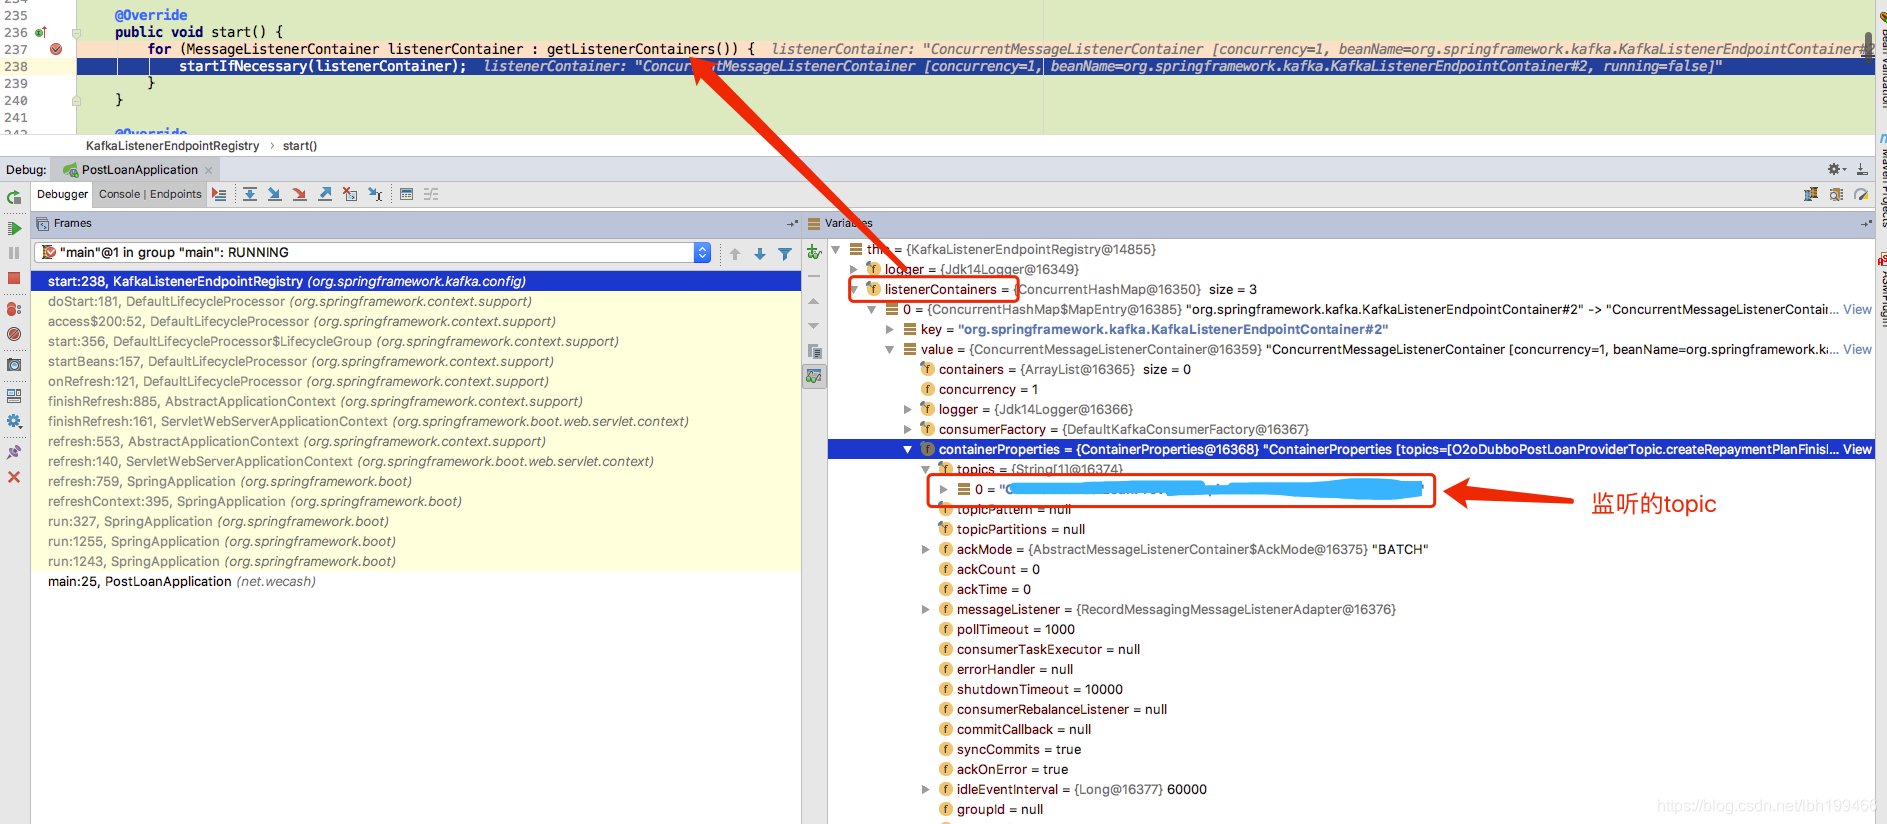 234
235 @Override
236 public void start() {
237 for (MessageListenerContainer listenerContainer : getListenerContainers()) { listenerContainer: "ConcurrentMessageListenerContainer [concurrency=1, beanName=org.springframework.kafka.KafkaListenerEndpointContainer#2
238 startIfNecessary(listenerContainer); listenerContainer: "ConcurrentMessageListenerContainer [concurrency=1, beanName=org.springframework.kafka.KafkaListenerEndpointContainer#2, running=false]"
239 }
240 }
241
242 @Override
KafkaListenerEndpointRegistry › start()
Debug: PostLoanApplication
Debugger Console | Endpoints
Frames
"main"@1 in group "main": RUNNING
start:238, KafkaListenerEndpointRegistry (org.springframework.kafka.config)
doStart:181, DefaultLifecycleProcessor (org.springframework.context.support)
access$200:52, DefaultLifecycleProcessor (org.springframework.context.support)
start:356, DefaultLifecycleProcessor$LifecycleGroup (org.springframework.context.support)
startBeans:157, DefaultLifecycleProcessor (org.springframework.context.support)
onRefresh:121, DefaultLifecycleProcessor (org.springframework.context.support)
finishRefresh:885, AbstractApplicationContext (org.springframework.context.support)
finishRefresh:161, ServletWebServerApplicationContext (org.springframework.boot.web.servlet.context)
refresh:553, AbstractApplicationContext (org.springframework.context.support)
refresh:140, ServletWebServerApplicationContext (org.springframework.boot.web.servlet.context)
refresh:759, SpringApplication (org.springframework.boot)
refreshContext:395, SpringApplication (org.springframework.boot)
run:327, SpringApplication (org.springframework.boot)
run:1255, SpringApplication (org.springframework.boot)
run:1243, SpringApplication (org.springframework.boot)
main:25, PostLoanApplication (net.wecash)
Variables
this = {KafkaListenerEndpointRegistry@14855}
logger = {Jdk14Logger@16349}
listenerContainers = {ConcurrentHashMap@16350} size = 3
0 = {ConcurrentHashMap$MapEntry@16385} "org.springframework.kafka.KafkaListenerEndpointContainer#2" -> "ConcurrentMessageListenerContai... View
key = "org.springframework.kafka.KafkaListenerEndpointContainer#2"
value = {ConcurrentMessageListenerContainer@16359} "ConcurrentMessageListenerContainer [concurrency=1, beanName=org.springframework.ka... View
containers = {ArrayList@16365} size = 0
concurrency = 1
logger = {Jdk14Logger@16366}
consumerFactory = {DefaultKafkaConsumerFactory@16367}
containerProperties = {ContainerProperties@16368} "ContainerProperties [topics=[O2oDubboPostLoanProviderTopic.createRepaymentPlanFinisl... View
topics = {String[1]@16374}
0 = "
监听的topic
topicPattern = null
topicPartitions = null
ackMode = {AbstractMessageListenerContainer$AckMode@16375} "BATCH"
ackCount = 0
ackTime = 0
messageListener = {RecordMessagingMessageListenerAdapter@16376}
pollTimeout = 1000
consumerTaskExecutor = null
errorHandler = null
shutdownTimeout = 10000
consumerRebalanceListener = null
commitCallback = null
syncCommits = true
ackOnError = true
idleEventInterval = {Long@16377} 60000
groupId = null
Bean Validation
Maven Projects
https://blog.csdn.net/lbh199466